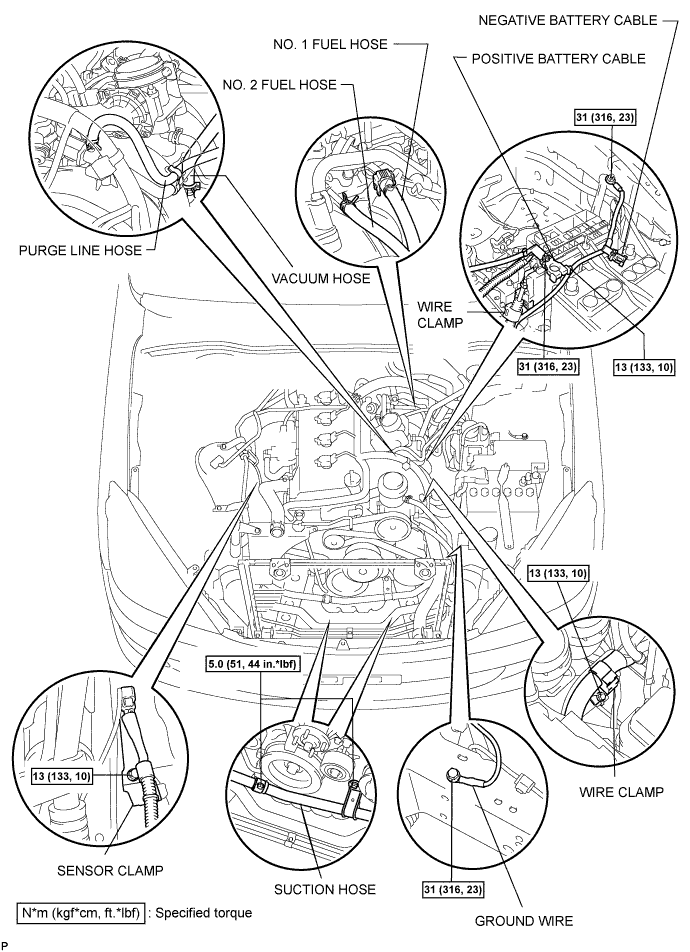 NEGATIVE BATTERY CABLE
NO. 1 FUEL HOSE
POSITIVE BATTERY CABLE
NO. 2 FUEL HOSE
31 (316, 23)
PURGE LINE HOSE
VACUUM HOSE
WIRE
CLAMP
31 (316, 23)
13 (133, 10)
13 (133, 10)
5.0 (51, 44 in.*lbf)
13 (133, 10)
WIRE CLAMP
SENSOR CLAMP
SUCTION HOSE
31 (316, 23)
N*m (kgf*cm, ft.*lbf) : Specified torque
GROUND WIRE
P